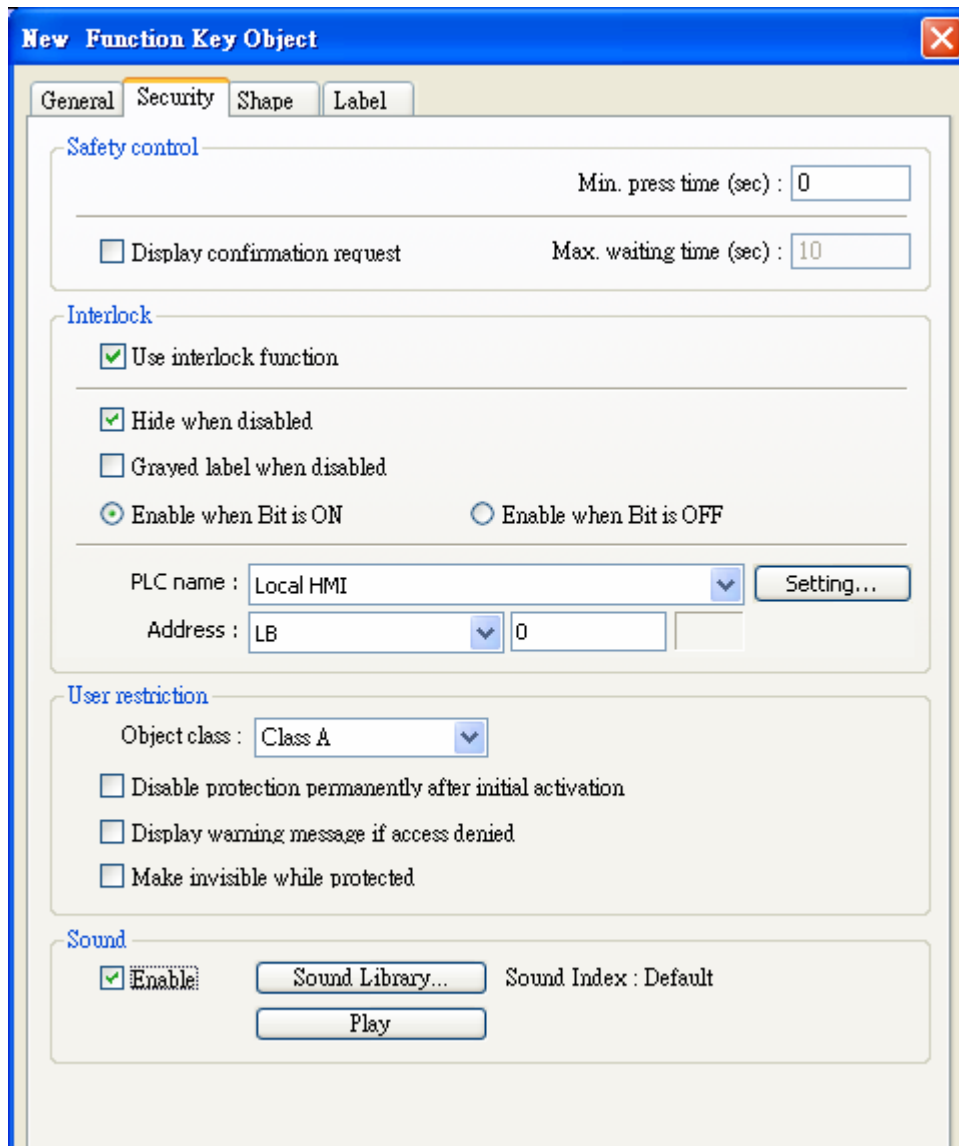 New Function Key Object
General Security Shape Label
Safety control
Min. press time (sec) : 0
Display confirmation request Max. waiting time (sec) : 10
Interlock
Use interlock function
Hide when disabled
Grayed label when disabled
Enable when Bit is ON Enable when Bit is OFF
PLC name : Local HMI Setting...
Address : LB 0
User restriction
Object class : Class A
Disable protection permanently after initial activation
Display warning message if access denied
Make invisible while protected
Sound
Enable Sound Library... Sound Index : Default
Play